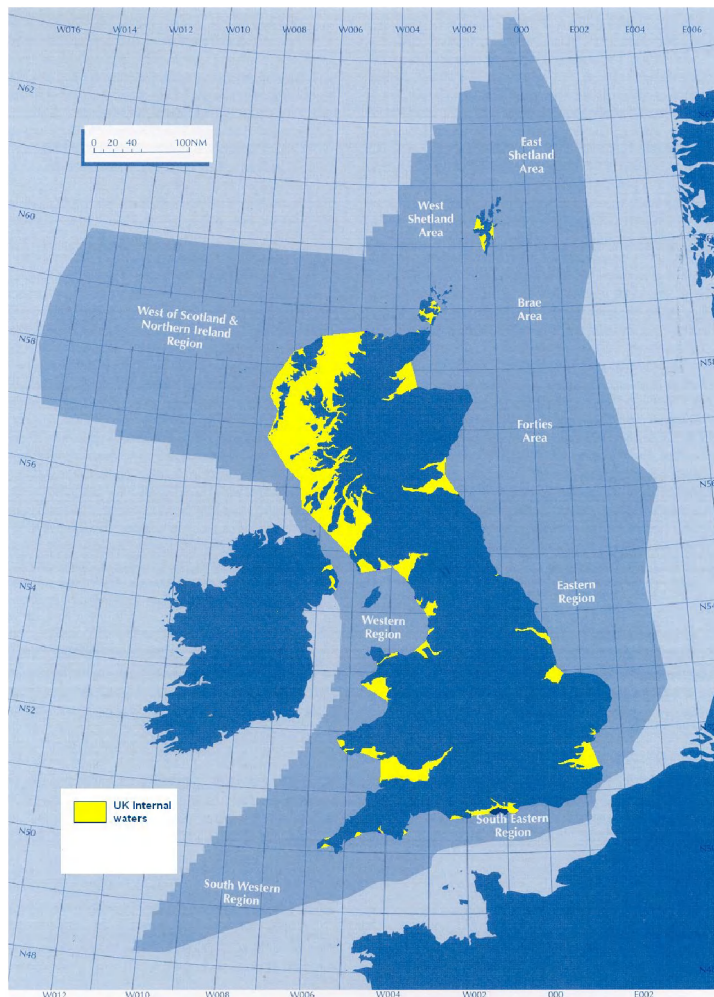 W016 W010 W010 W008 W006 W004 W002 000 E002 E004 E006
N62
0 20 40 100NM
East
Shetland
Area
West
Shetland
Area
N60
Brae
Area
West of Scotland &
Northern Ireland
Region
N58
Forties
Area
N56
N54
Eastern
Region
Western
Region
N52
UK Internal
waters
South Eastern
Region
N50
South Western
Region
N48
W012 W010 W006 W004 W002 000 E002